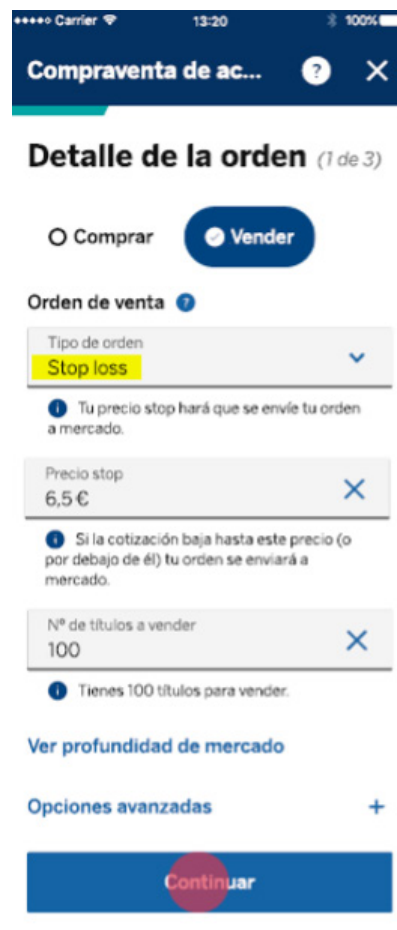 Carrier 13:20 100%
Compraventa de ac... ?
Detalle de la orden (1 de 3)
Comprar Vender
Orden de venta ?
Tipo de orden
Stop loss
Tu precio stop hará que se envíe tu orden
a mercado.
Precio stop
6,5 €
Si la cotización baja hasta este precio (o
por debajo de él) tu orden se enviará a
mercado.
Nº de títulos a vender
100
Tienes 100 títulos para vender.
Ver profundidad de mercado
Opciones avanzadas +
Continuar